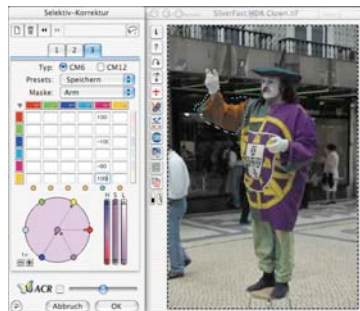 Selektiv-Korrektur
SilverFast HDA Clown.tif
1 2 3
Typ: CM6 CM12
Presets: Speichern
Maske: Arm
100
-100
-80
100
H S L
ACR
Abbruch OK